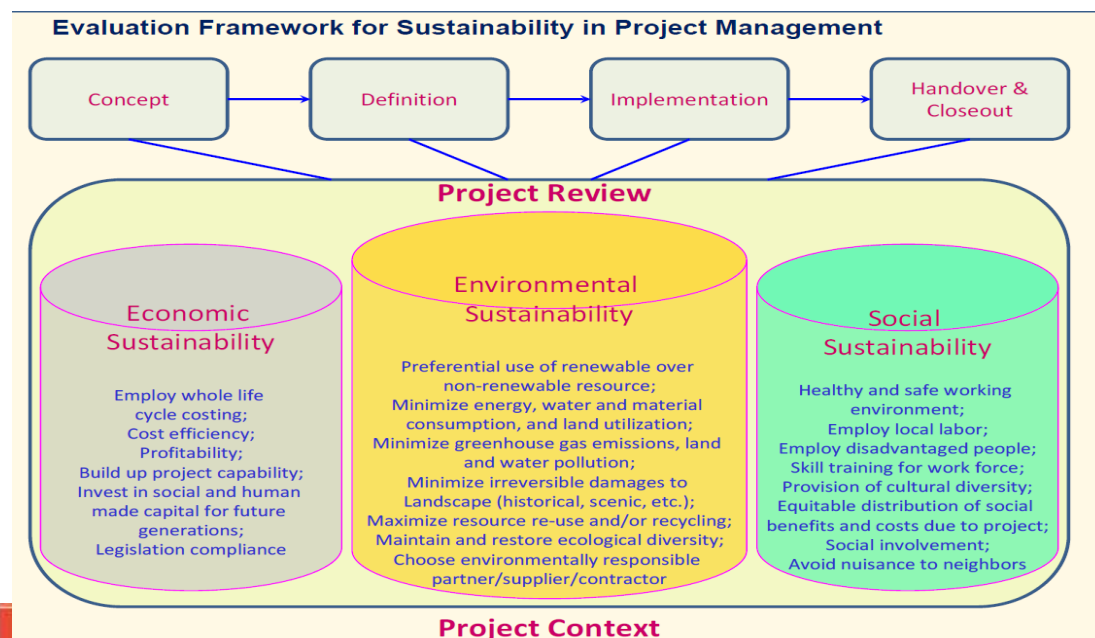 Evaluation Framework for Sustainability in Project Management
Concept
Definition
Implementation
Handover &
Closeout
Project Review
Economic
Sustainability
Employ whole life
cycle costing;
Cost efficiency;
Profitability;
Build up project capability;
Invest in social and human
made capital for future
generations;
Legislation compliance
Environmental
Sustainability
Preferential use of renewable over
non-renewable resource;
Minimize energy, water and material
consumption, and land utilization;
Minimize greenhouse gas emissions, land
and water pollution;
Minimize irreversible damages to
Landscape (historical, scenic, etc.);
Maximize resource re-use and/or recycling;
Maintain and restore ecological diversity;
Choose environmentally responsible
partner/supplier/contractor
Social
Sustainability
Healthy and safe working
environment;
Employ local labor;
Employ disadvantaged people;
Skill training for work force;
Provision of cultural diversity;
Equitable distribution of social
benefits and costs due to project;
Social involvement;
Avoid nuisance to neighbors
Project Context